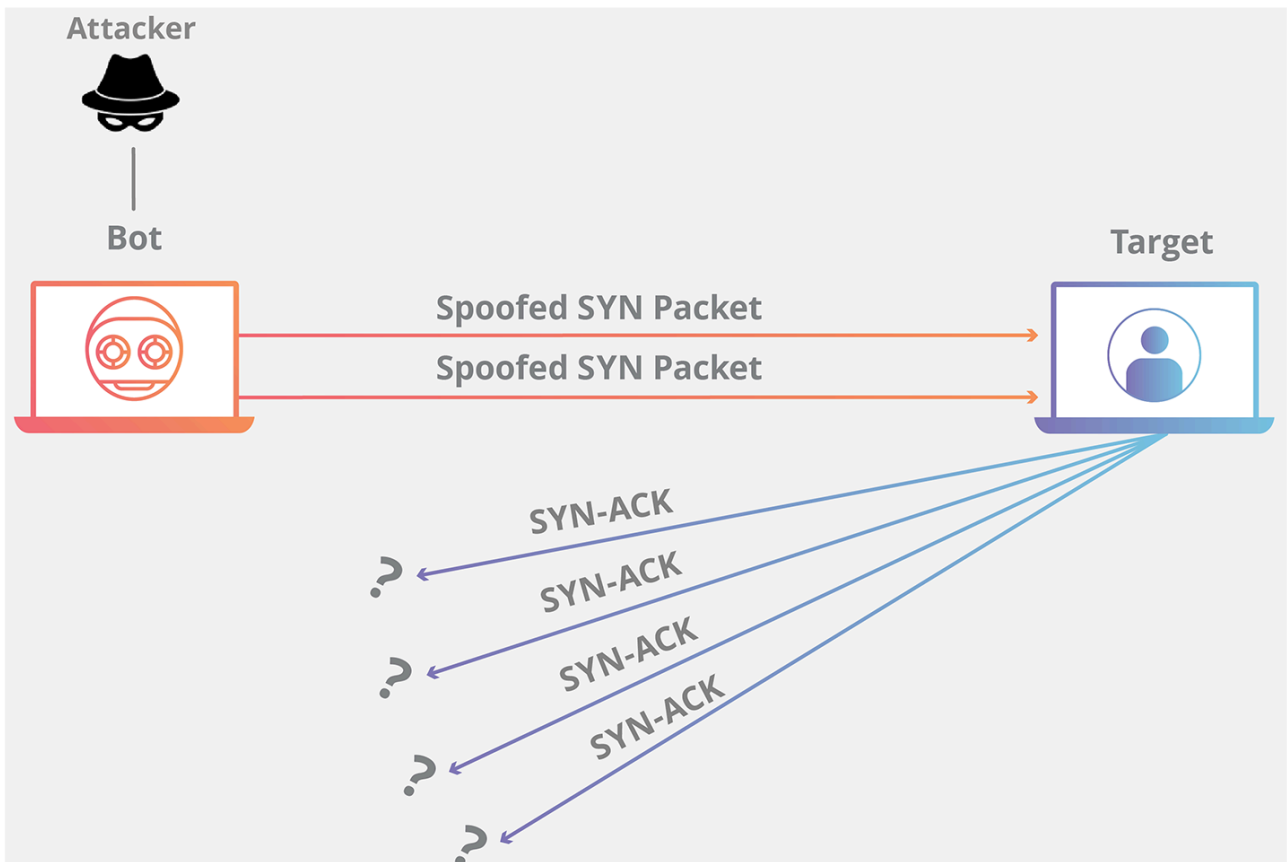 Attacker
Bot
Target
Spoofed SYN Packet
Spoofed SYN Packet
SYN-ACK
?
SYN-ACK
?
SYN-ACK
?
SYN-ACK
?